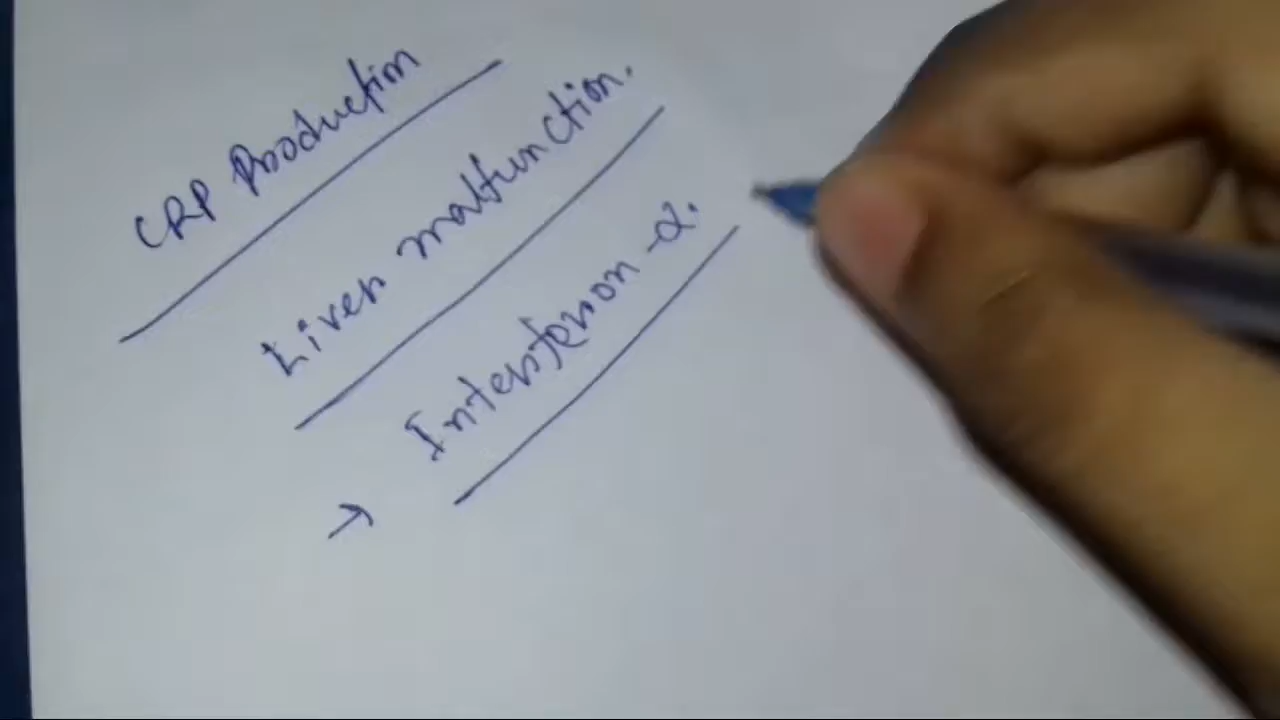 CRP Production
Liver malfunction.
Interferon-α.
→